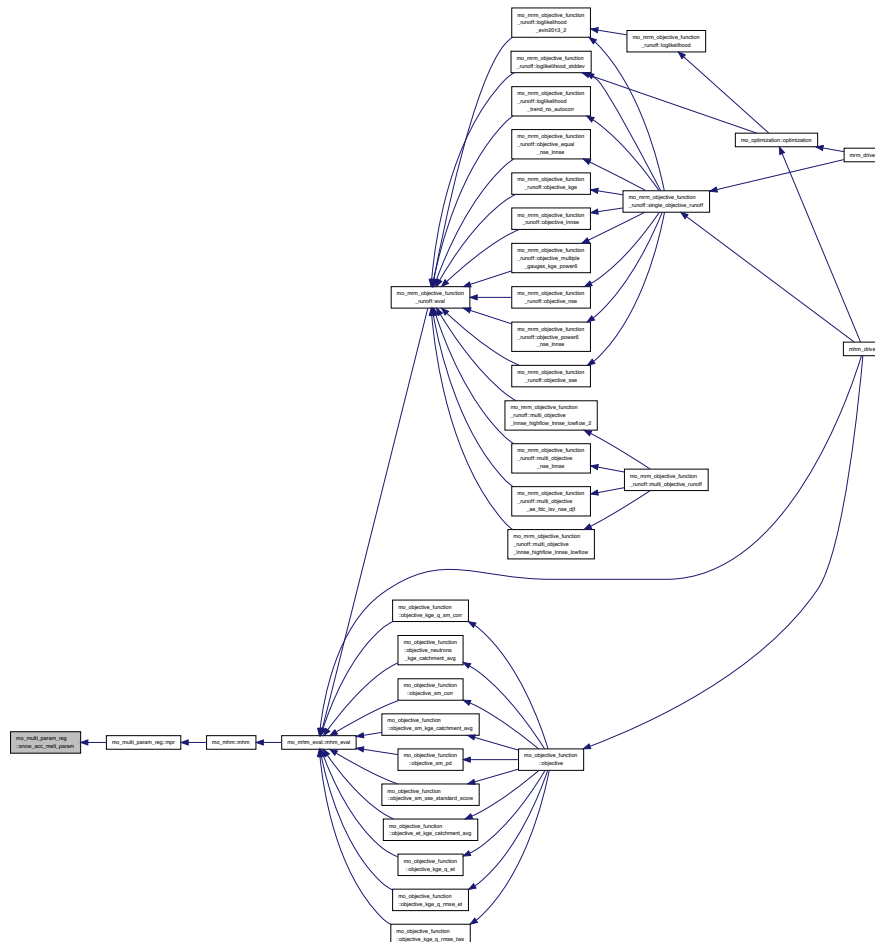 mo_mrm_objective_function
_runoff::loglikelihood
_evin2013_2
mo_mrm_objective_function
_runoff::loglikelihood
mo_mrm_objective_function
_runoff::loglikelihood_stddev
mo_mrm_objective_function
_runoff::loglikelihood
_trend_no_autocorr
mo_mrm_objective_function
_runoff::objective_equal
_nse_lnnse
mo_optimization::optimization
mrm_driver
mo_mrm_objective_function
_runoff::objective_kge
mo_mrm_objective_function
_runoff::single_objective_runoff
mo_mrm_objective_function
_runoff::objective_lnnse
mo_mrm_objective_function
_runoff::objective_multiple
_gauges_kge_power6
mo_mrm_objective_function
_runoff::eval
mo_mrm_objective_function
_runoff::objective_nse
mo_mrm_objective_function
_runoff::objective_power6
_nse_lnnse
mhm_driver
mo_mrm_objective_function
_runoff::objective_sse
mo_mrm_objective_function
_runoff::multi_objective
_lnnse_highflow_lnnse_lowflow_2
mo_mrm_objective_function
_runoff::multi_objective
_nse_lnnse
mo_mrm_objective_function
_runoff::multi_objective_runoff
mo_mrm_objective_function
_runoff::multi_objective
_ae_fdc_lsv_nse_djf
mo_mrm_objective_function
_runoff::multi_objective
_lnnse_highflow_lnnse_lowflow
mo_objective_function
::objective_kge_q_sm_corr
mo_objective_function
::objective_neutrons
_kge_catchment_avg
mo_objective_function
::objective_sm_corr
mo_objective_function
::objective_sm_kge_catchment_avg
mo_multi_param_reg
::snow_acc_melt_param
mo_multi_param_reg::mpr
mo_mhm::mhm
mo_mhm_eval::mhm_eval
mo_objective_function
::objective_sm_pd
mo_objective_function
::objective
mo_objective_function
::objective_sm_sse_standard_score
mo_objective_function
::objective_et_kge_catchment_avg
mo_objective_function
::objective_kge_q_et
mo_objective_function
::objective_kge_q_rmse_et
mo_objective_function
::objective_kge_q_rmse_tws